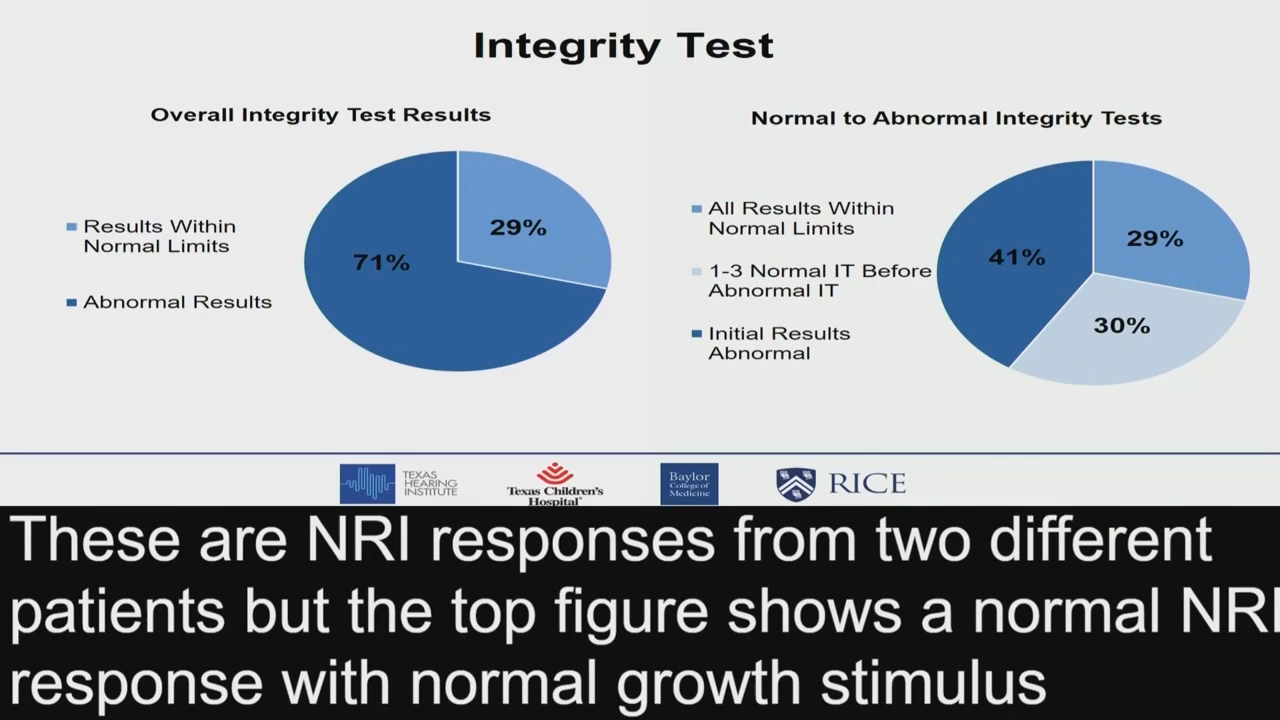 Integrity Test
Overall Integrity Test Results
Results Within
Normal Limits
Abnormal Results
29%
71%
Normal to Abnormal Integrity Tests
All Results Within
Normal Limits
1-3 Normal IT Before
Abnormal IT
Initial Results
Abnormal
41%
29%
30%
TEXAS
HEARING
INSTITUTE
Texas Children's
Hospital
Baylor
College of
Medicine
RICE
These are NRI responses from two different
patients but the top figure shows a normal NRI
response with normal growth stimulus